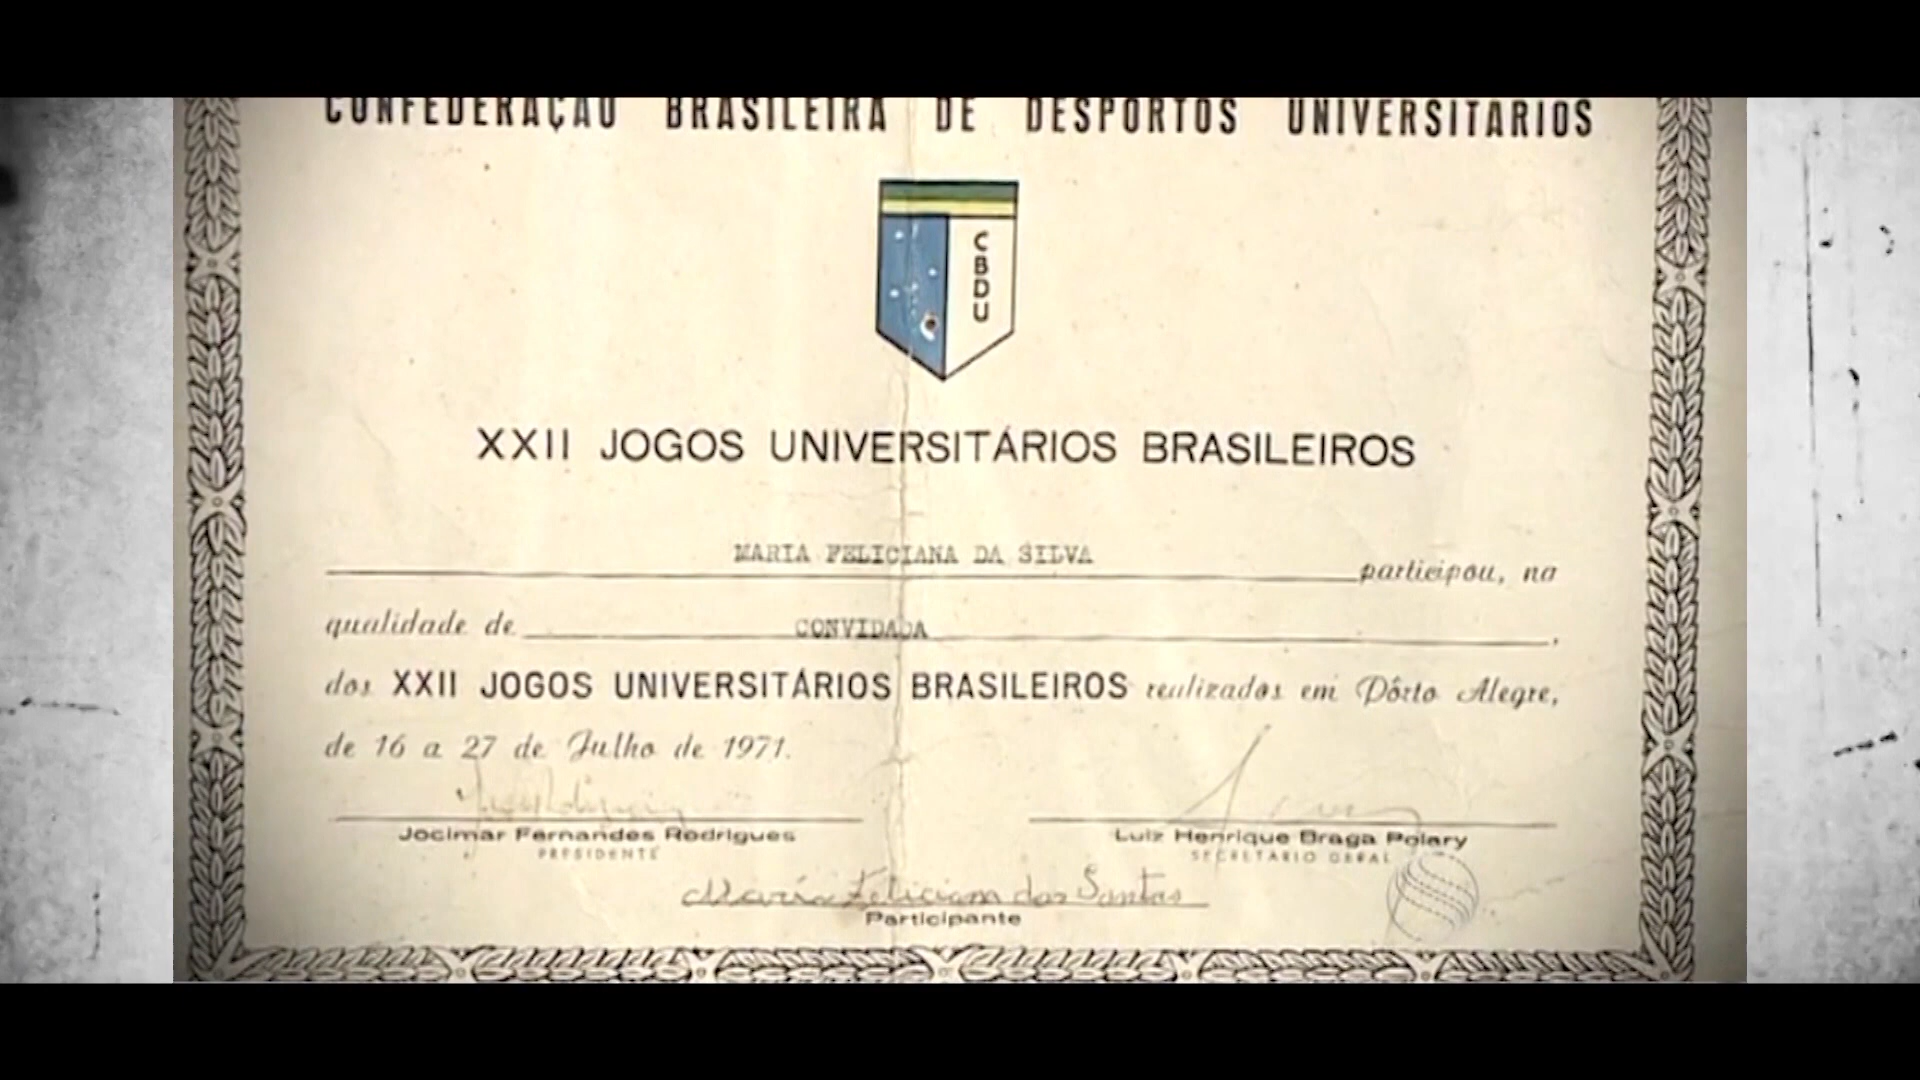 CONFEDERAÇÃO BRASILEIRA DE DESPORTOS UNIVERSITÁRIOS
CBDU
XXII JOGOS UNIVERSITÁRIOS BRASILEIROS
MARIA FELICIANA DA SILVA participou, na
qualidade de CONVIDADA,
dos XXII JOGOS UNIVERSITÁRIOS BRASILEIROS realizados em Pôrto Alegre,
de 16 a 27 de Julho de 1971.
Jocimar Fernandes Rodrigues Luiz Henrique Braga Polary
PRESIDENTE SECRETARIO GERAL
Maria Feliciana dos Santos
Participante